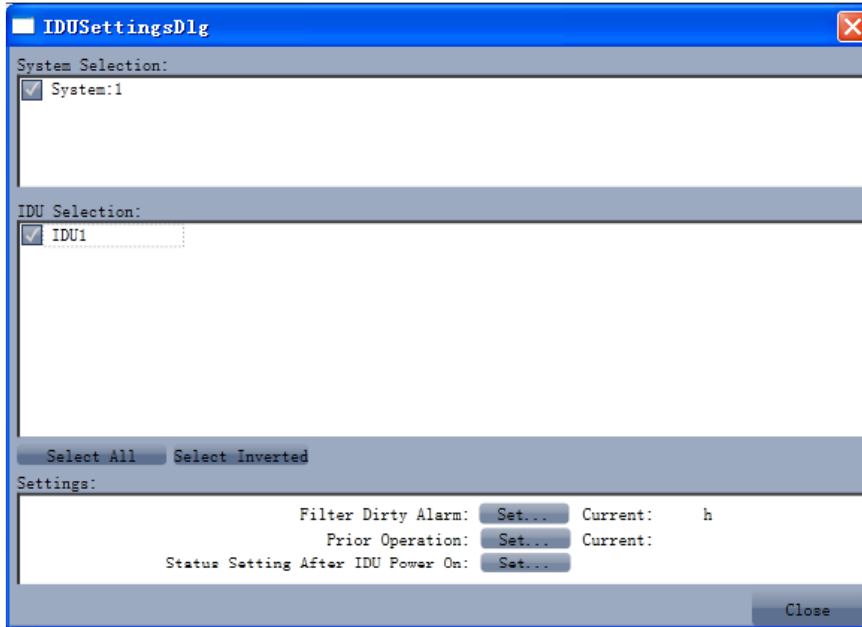 IDUSettingsDlg
System Selection:
System:1
IDU Selection:
IDU1
Select All Select Inverted
Settings:
Filter Dirty Alarm: Set... Current: h
Prior Operation: Set... Current:
Status Setting After IDU Power On: Set...
Close